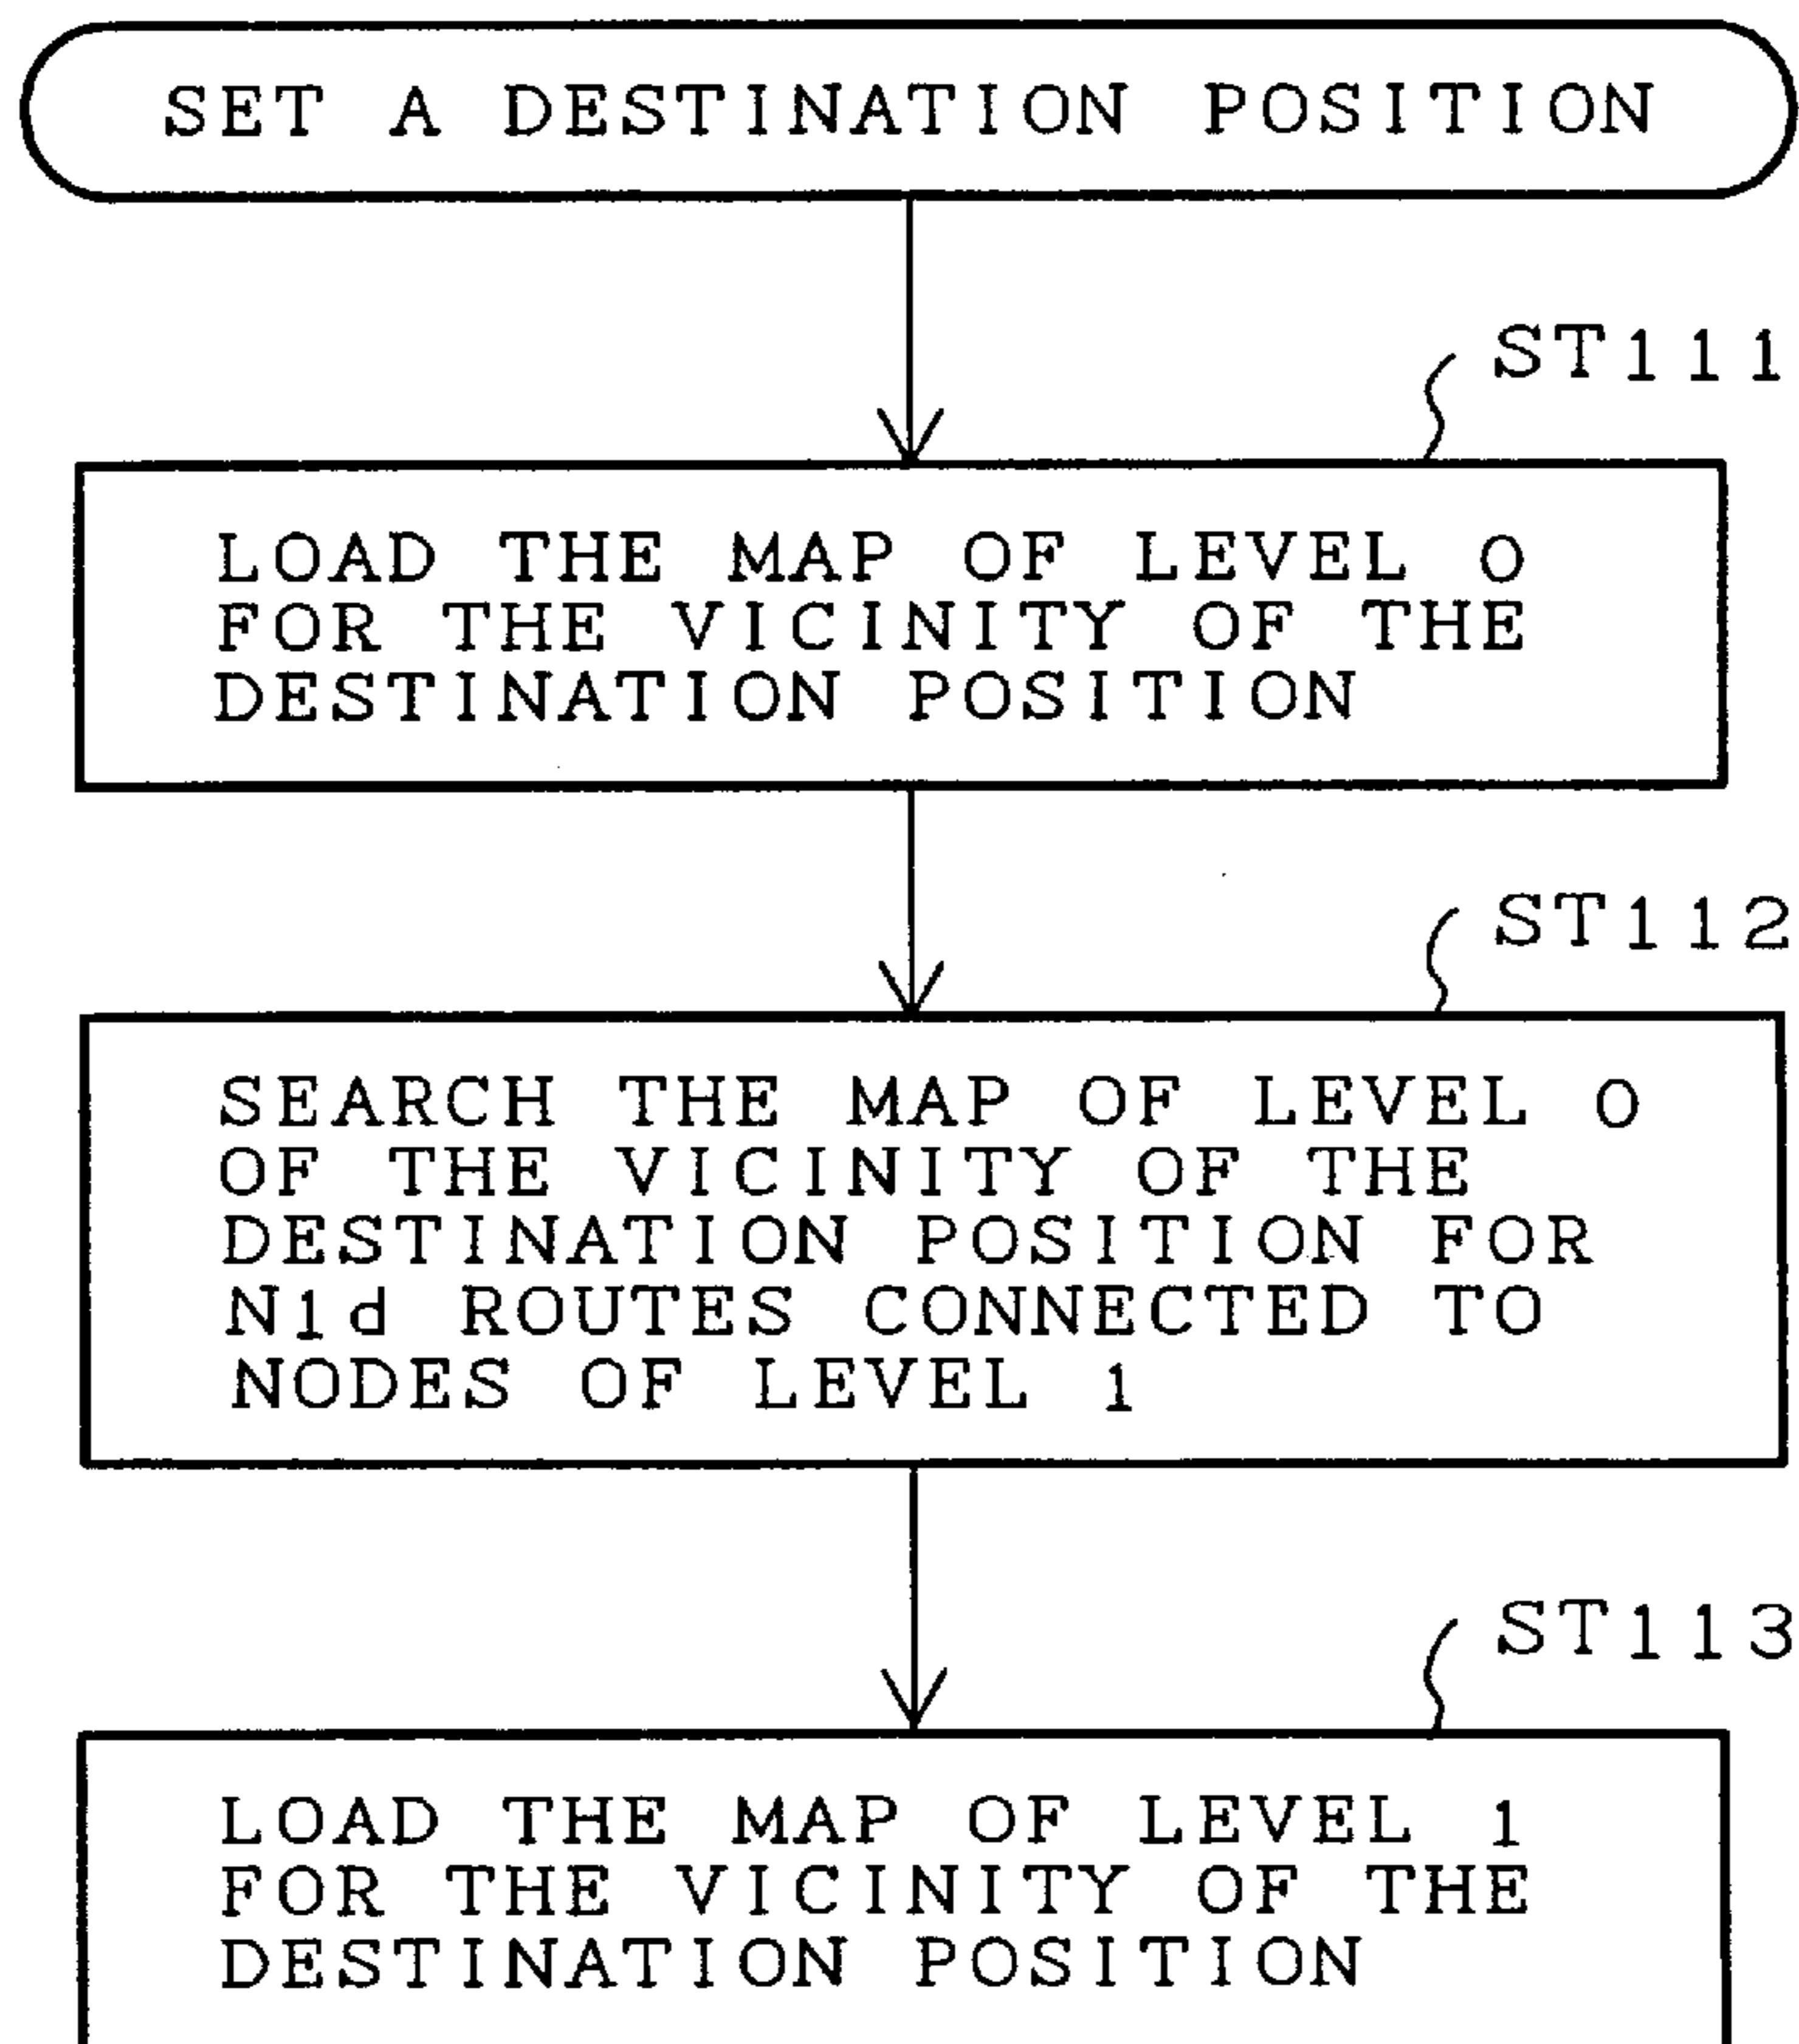 SET A DESTINATION POSITION
ST111
LOAD THE MAP OF LEVEL 0
FOR THE VICINITY OF THE
DESTINATION POSITION
ST112
SEARCH THE MAP OF LEVEL 0
OF THE VICINITY OF THE
DESTINATION POSITION FOR
N1d ROUTES CONNECTED TO
NODES OF LEVEL 1
ST113
LOAD THE MAP OF LEVEL 1
FOR THE VICINITY OF THE
DESTINATION POSITION